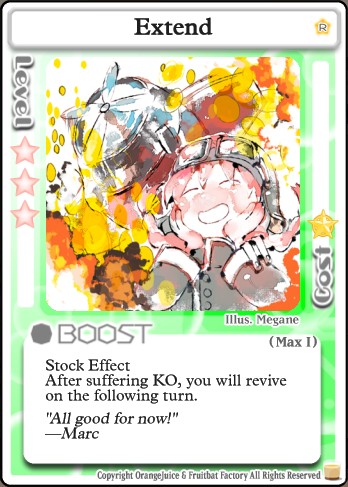 Extend
R
Level
Cost
Illus. Megane
BOOST
(Max 1)
Stock Effect
After suffering KO, you will revive
on the following turn.
"All good for now!"
—Marc
Copyright OrangeJuice & Fruitbat Factory All Rights Reserved